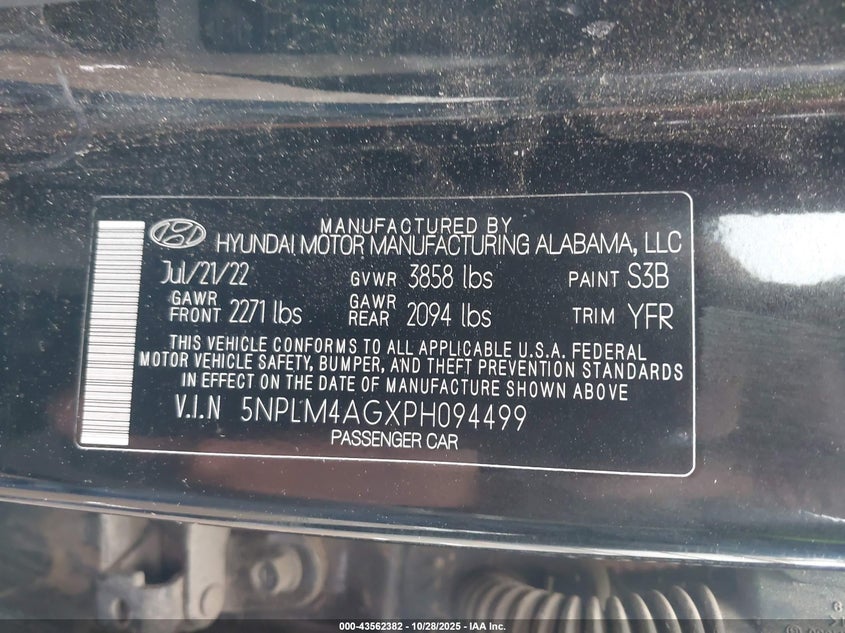 MANUFACTURED BY
HYUNDAI MOTOR MANUFACTURING ALABAMA, LLC
Jul/21/22 GVWR 3858 lbs PAINT S3B
GAWR FRONT 2271 lbs GAWR REAR 2094 lbs TRIM YFR
THIS VEHICLE CONFORMS TO ALL APPLICABLE U.S.A. FEDERAL
MOTOR VEHICLE SAFETY, BUMPER, AND THEFT PREVENTION STANDARDS
IN EFFECT ON THE DATE OF MANUFACTURE SHOWN ABOVE
V.I.N 5NPLM4AGXPH094499
PASSENGER CAR
000-43562382 - 10/28/2025 - IAA Inc.